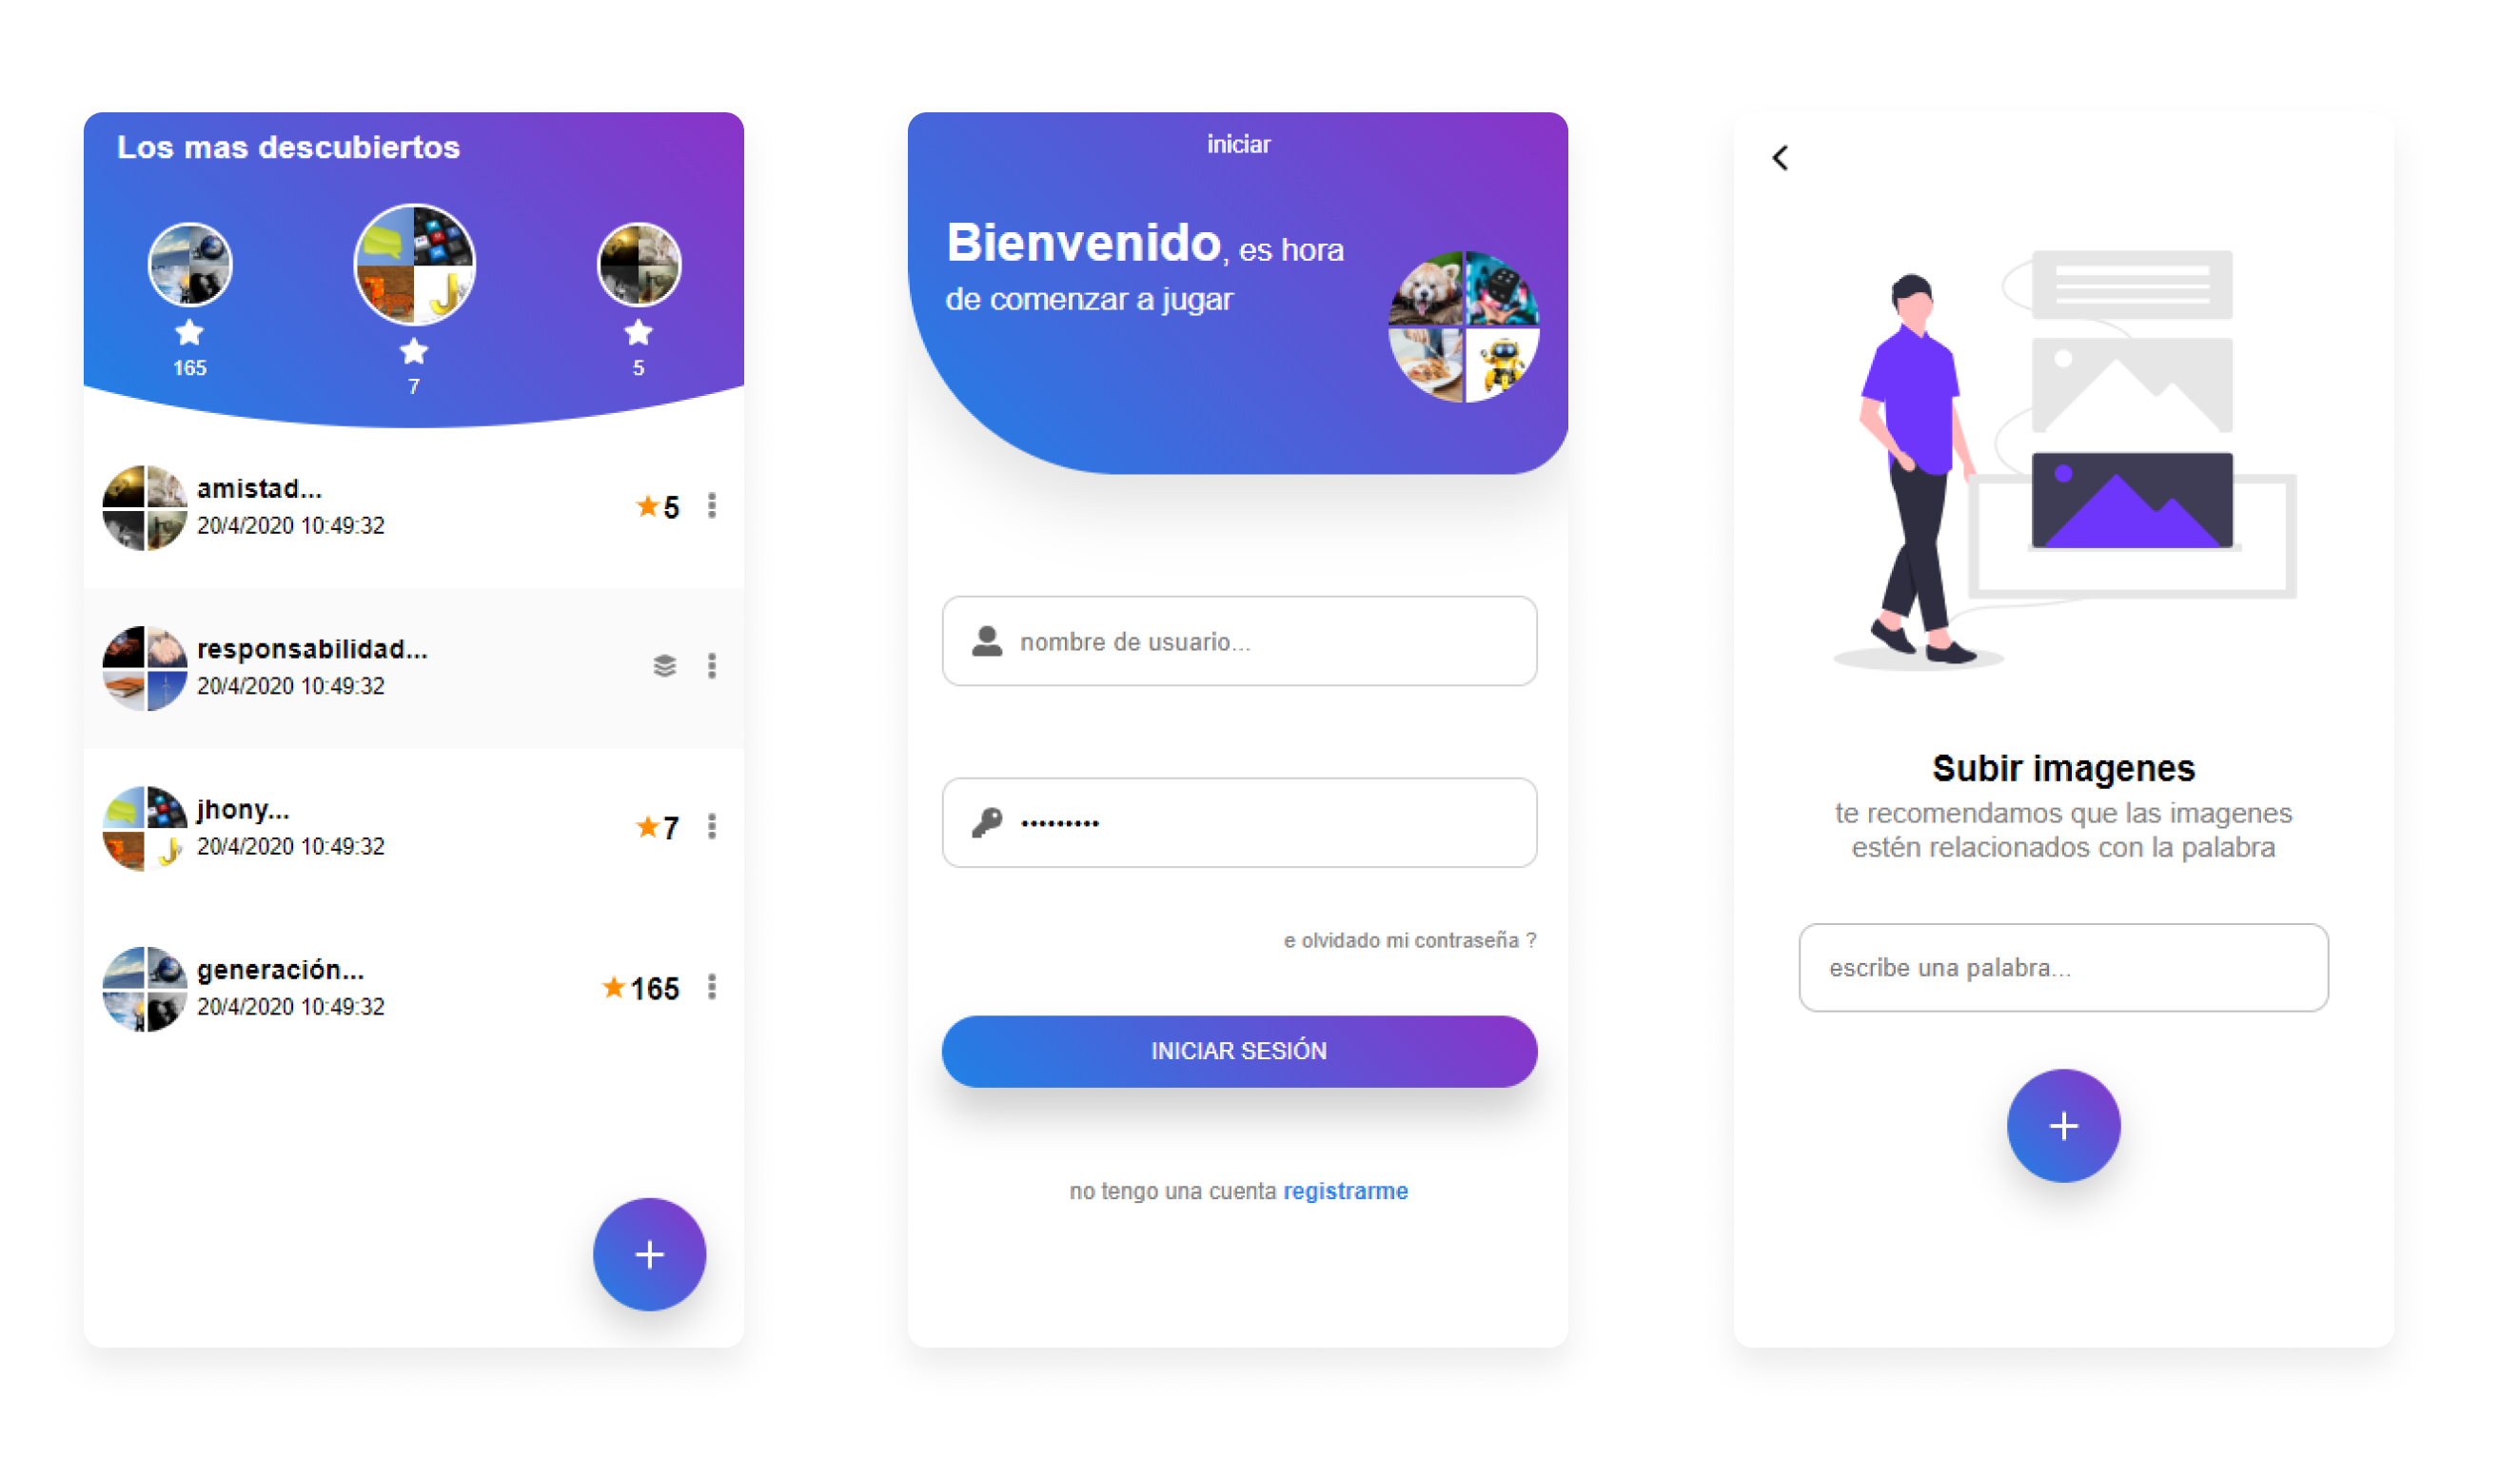 Los mas descubiertos
165
7
5
amistad...
20/4/2020 10:49:32
5
responsabilidad...
20/4/2020 10:49:32
jhony...
20/4/2020 10:49:32
7
generación...
20/4/2020 10:49:32
165
+
iniciar
Bienvenido, es hora
de comenzar a jugar
nombre de usuario...
•••••••••
e olvidado mi contraseña ?
INICIAR SESIÓN
no tengo una cuenta registrarme
Subir imagenes
te recomendamos que las imagenes
estén relacionados con la palabra
escribe una palabra...
+